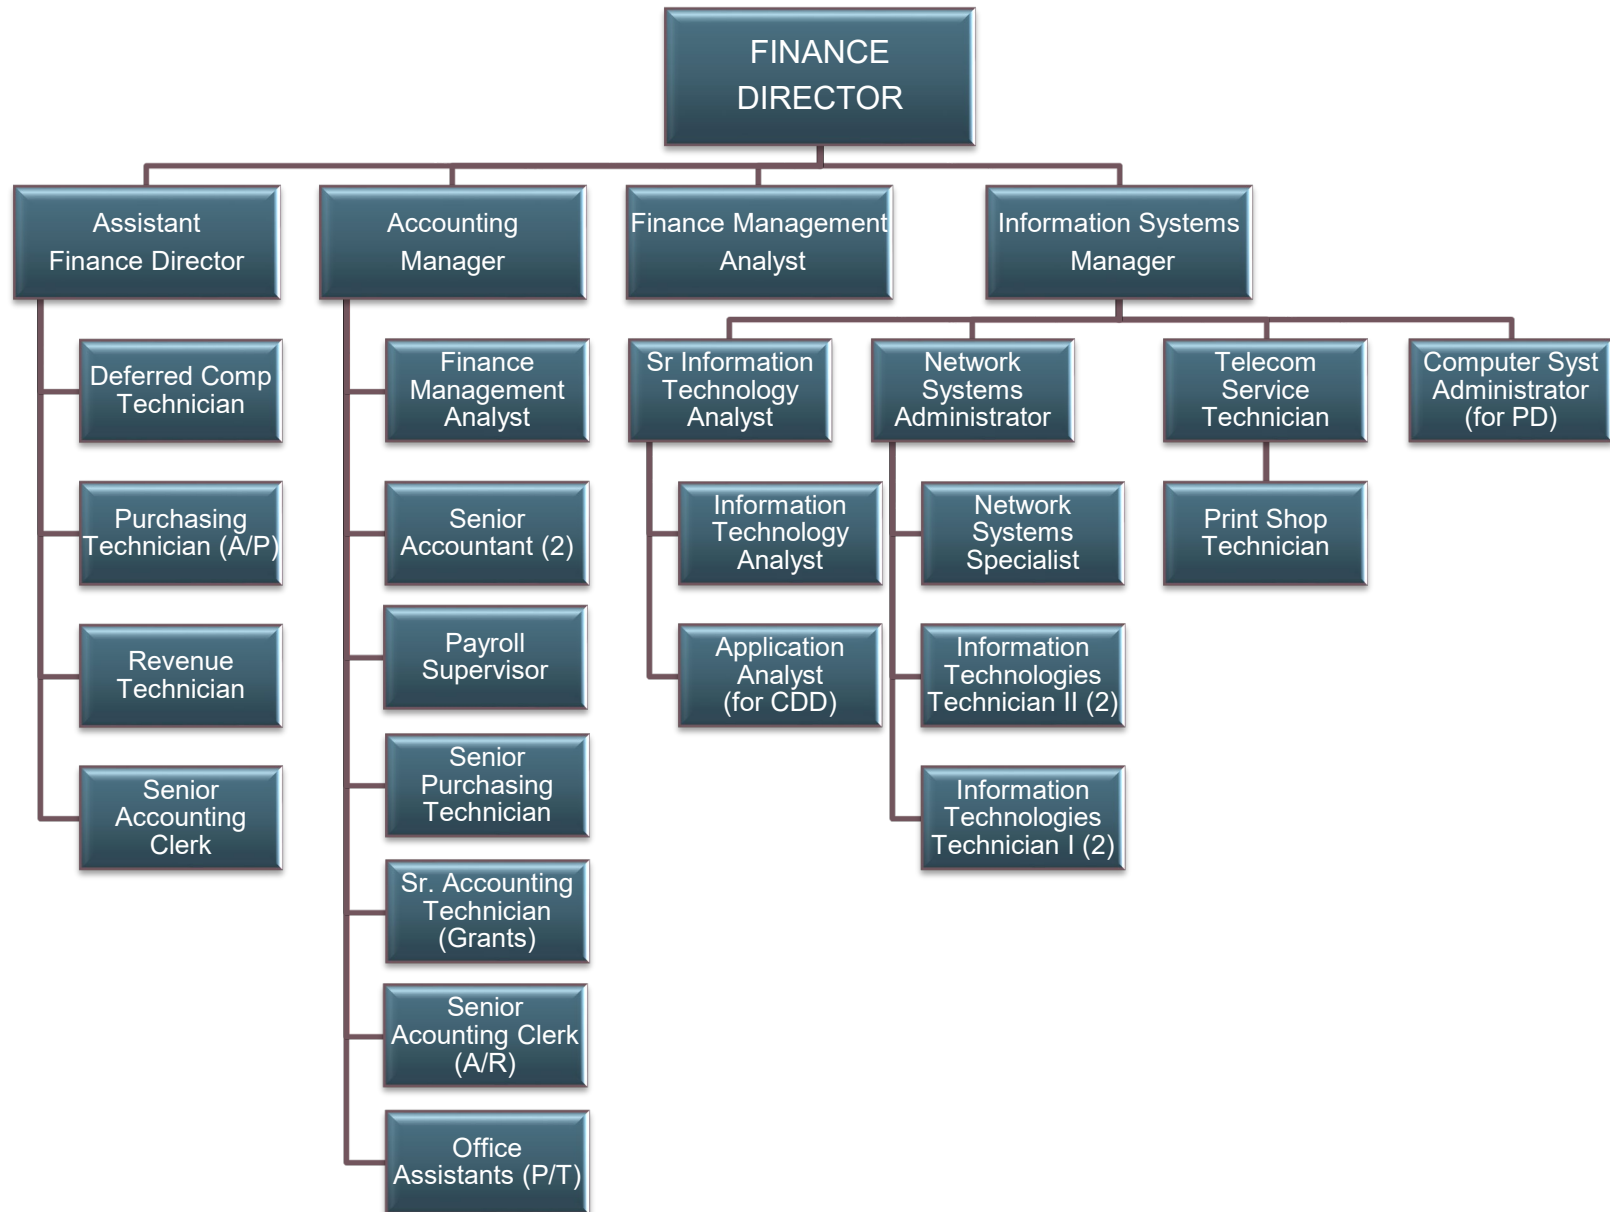 FINANCE
DIRECTOR
Assistant
Finance Director
Accounting
Manager
Finance Management
Analyst
Information Systems
Manager
Deferred Comp
Technician
Purchasing
Technician (A/P)
Revenue
Technician
Senior
Accounting
Clerk
Finance
Management
Analyst
Senior
Accountant (2)
Payroll
Supervisor
Senior
Purchasing
Technician
Sr. Accounting
Technician
(Grants)
Senior
Acounting Clerk
(A/R)
Office
Assistants (P/T)
Sr Information
Technology
Analyst
Information
Technology
Analyst
Application
Analyst
(for CDD)
Network
Systems
Administrator
Network
Systems
Specialist
Information
Technologies
Technician II (2)
Information
Technologies
Technician I (2)
Telecom
Service
Technician
Print Shop
Technician
Computer Syst
Administrator
(for PD)